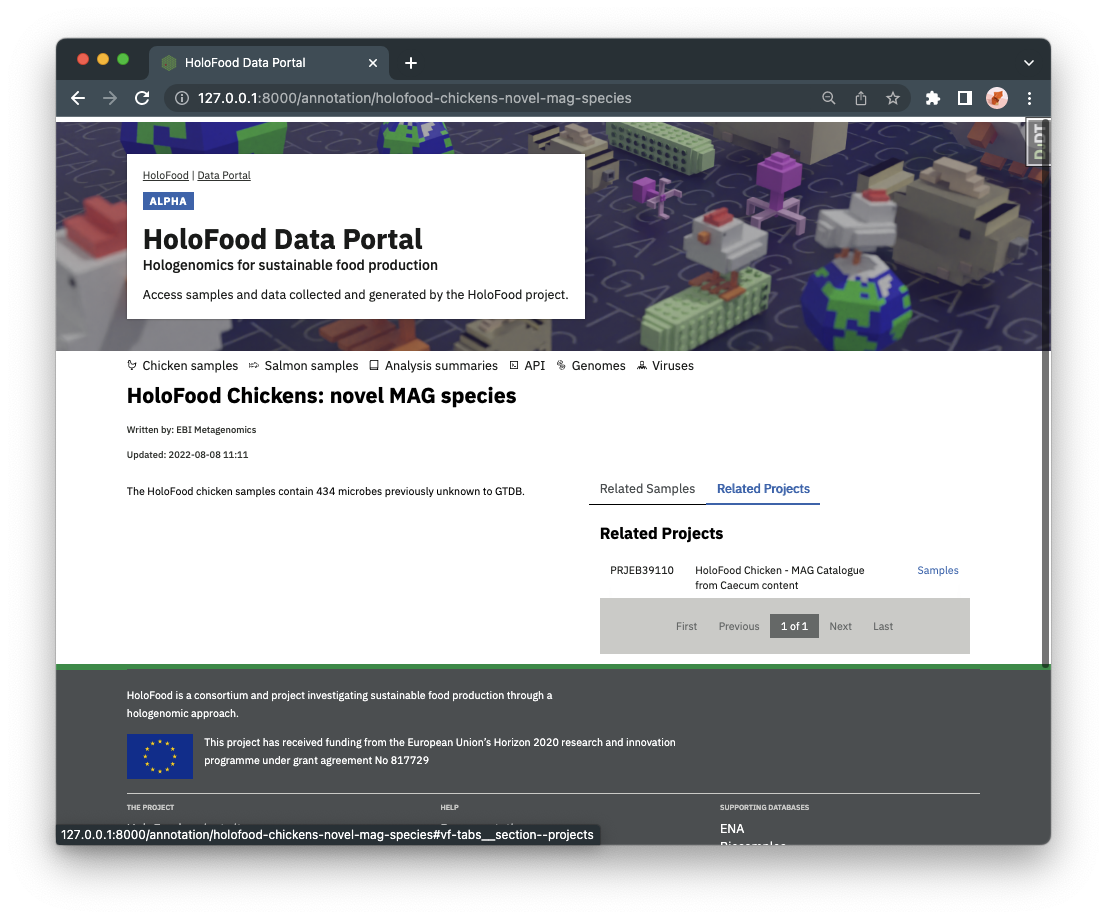 HoloFood Data Portal
127.0.0.1:8000/annotation/holofood-chickens-novel-mag-species
DJDT
HoloFood | Data Portal
ALPHA
HoloFood Data Portal
Hologenomics for sustainable food production
Access samples and data collected and generated by the HoloFood project.
Chicken samples Salmon samples Analysis summaries API Genomes Viruses
HoloFood Chickens: novel MAG species
Written by: EBI Metagenomics
Updated: 2022-08-08 11:11
The HoloFood chicken samples contain 434 microbes previously unknown to GTDB.
Related Samples Related Projects
Related Projects
PRJEB39110 HoloFood Chicken - MAG Catalogue Samples
from Caecum content
First Previous 1 of 1 Next Last
HoloFood is a consortium and project investigating sustainable food production through a
hologenomic approach.
This project has received funding from the European Union's Horizon 2020 research and innovation
programme under grant agreement No 817729
THE PROJECT HELP SUPPORTING DATABASES
ENA
127.0.0.1:8000/annotation/holofood-chickens-novel-mag-species#vf-tabs__section--projects